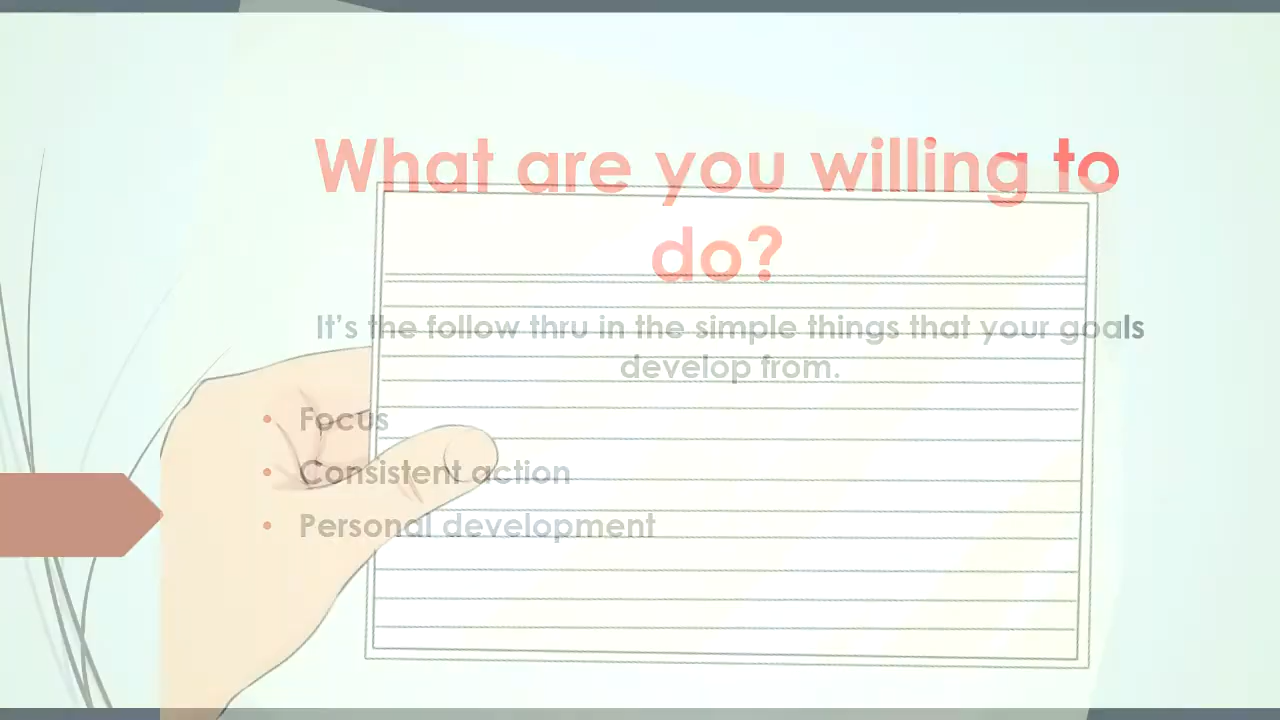 What are you willing to
do?
It's the follow thru in the simple things that your goals
develop from.
• Focus
• Consistent action
• Personal development